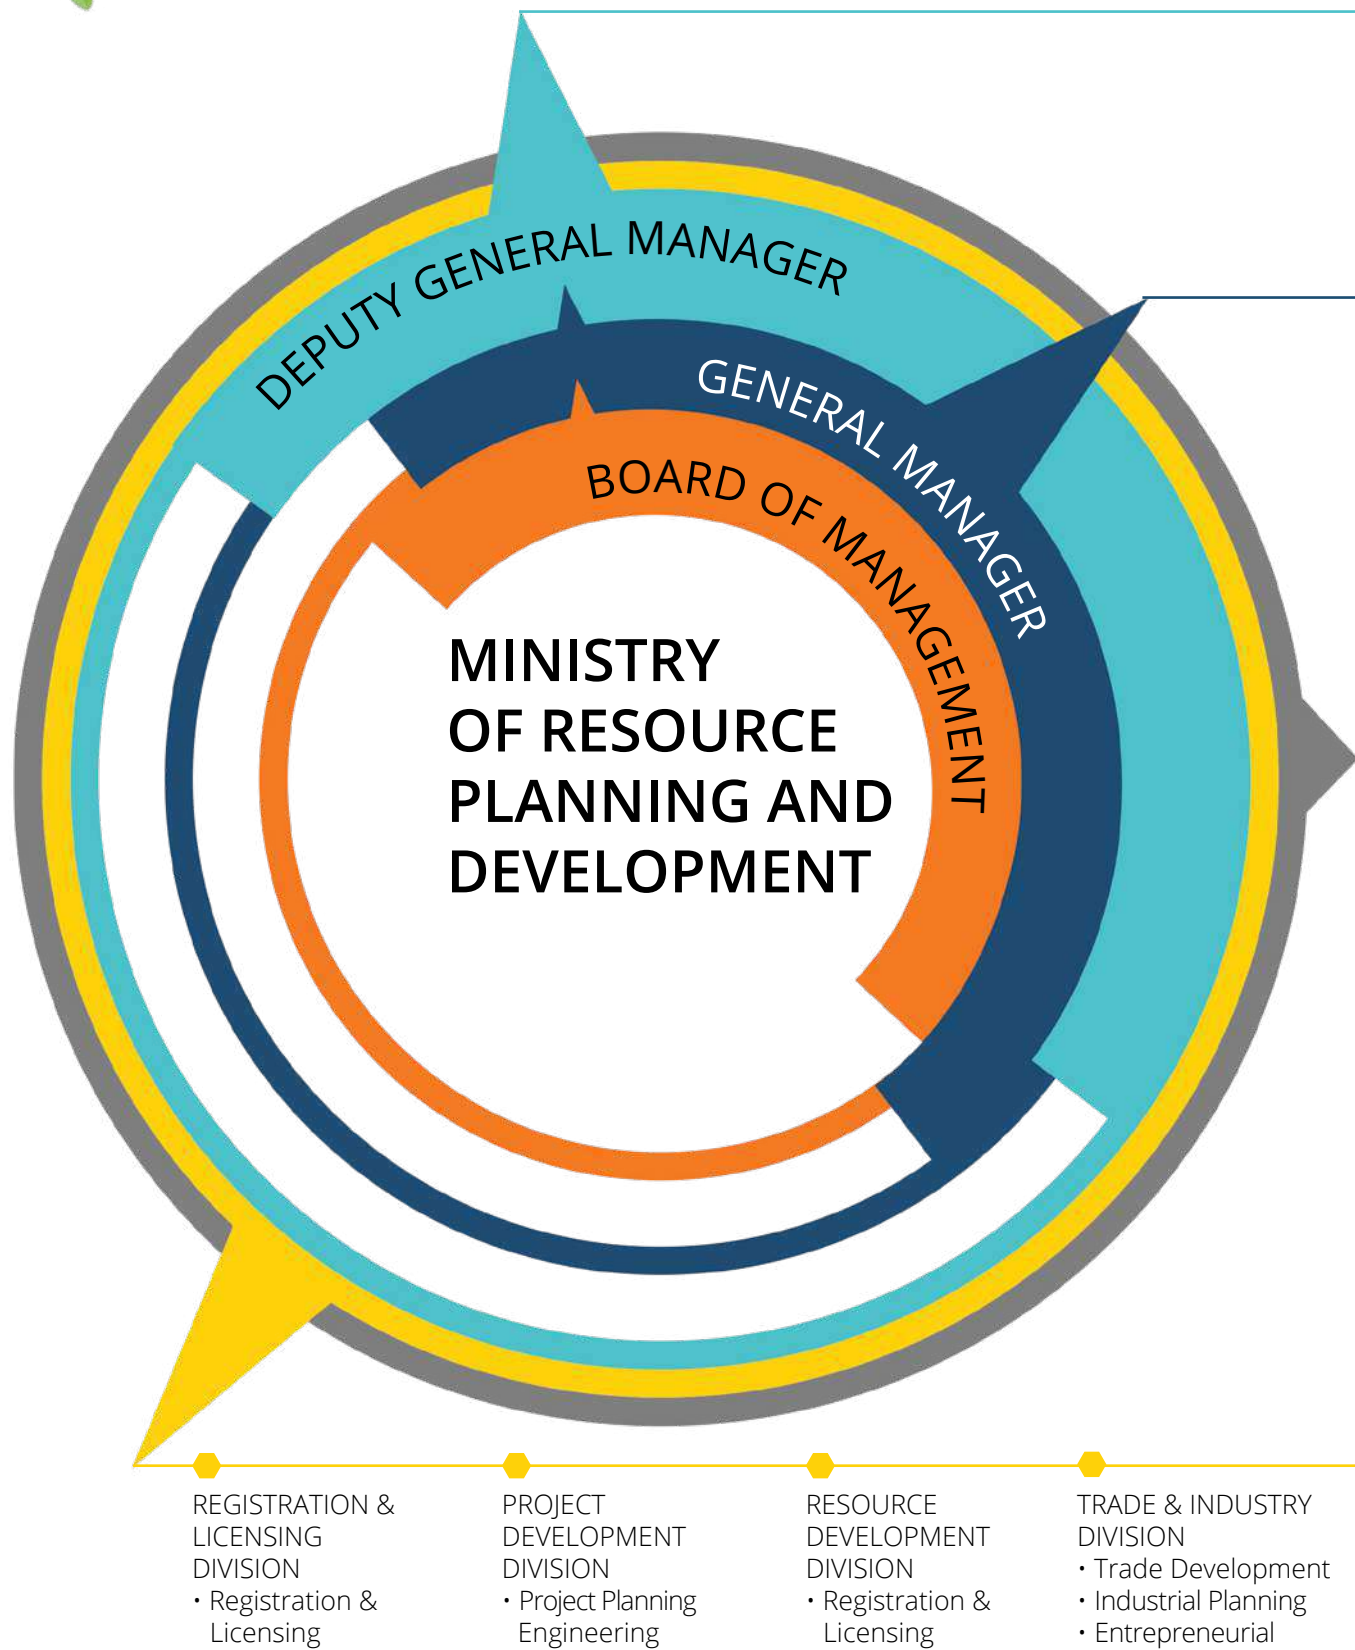 DEPUTY GENERAL MANAGER
GENERAL MANAGER
BOARD OF MANAGEMENT
MINISTRY
OF RESOURCE
PLANNING AND
DEVELOPMENT
REGISTRATION &
LICENSING
DIVISION
• Registration &
Licensing
PROJECT
DEVELOPMENT
DIVISION
• Project Planning
Engineering
RESOURCE
DEVELOPMENT
DIVISION
• Registration &
Licensing
TRADE & INDUSTRY
DIVISION
• Trade Development
• Industrial Planning
• Entrepreneurial